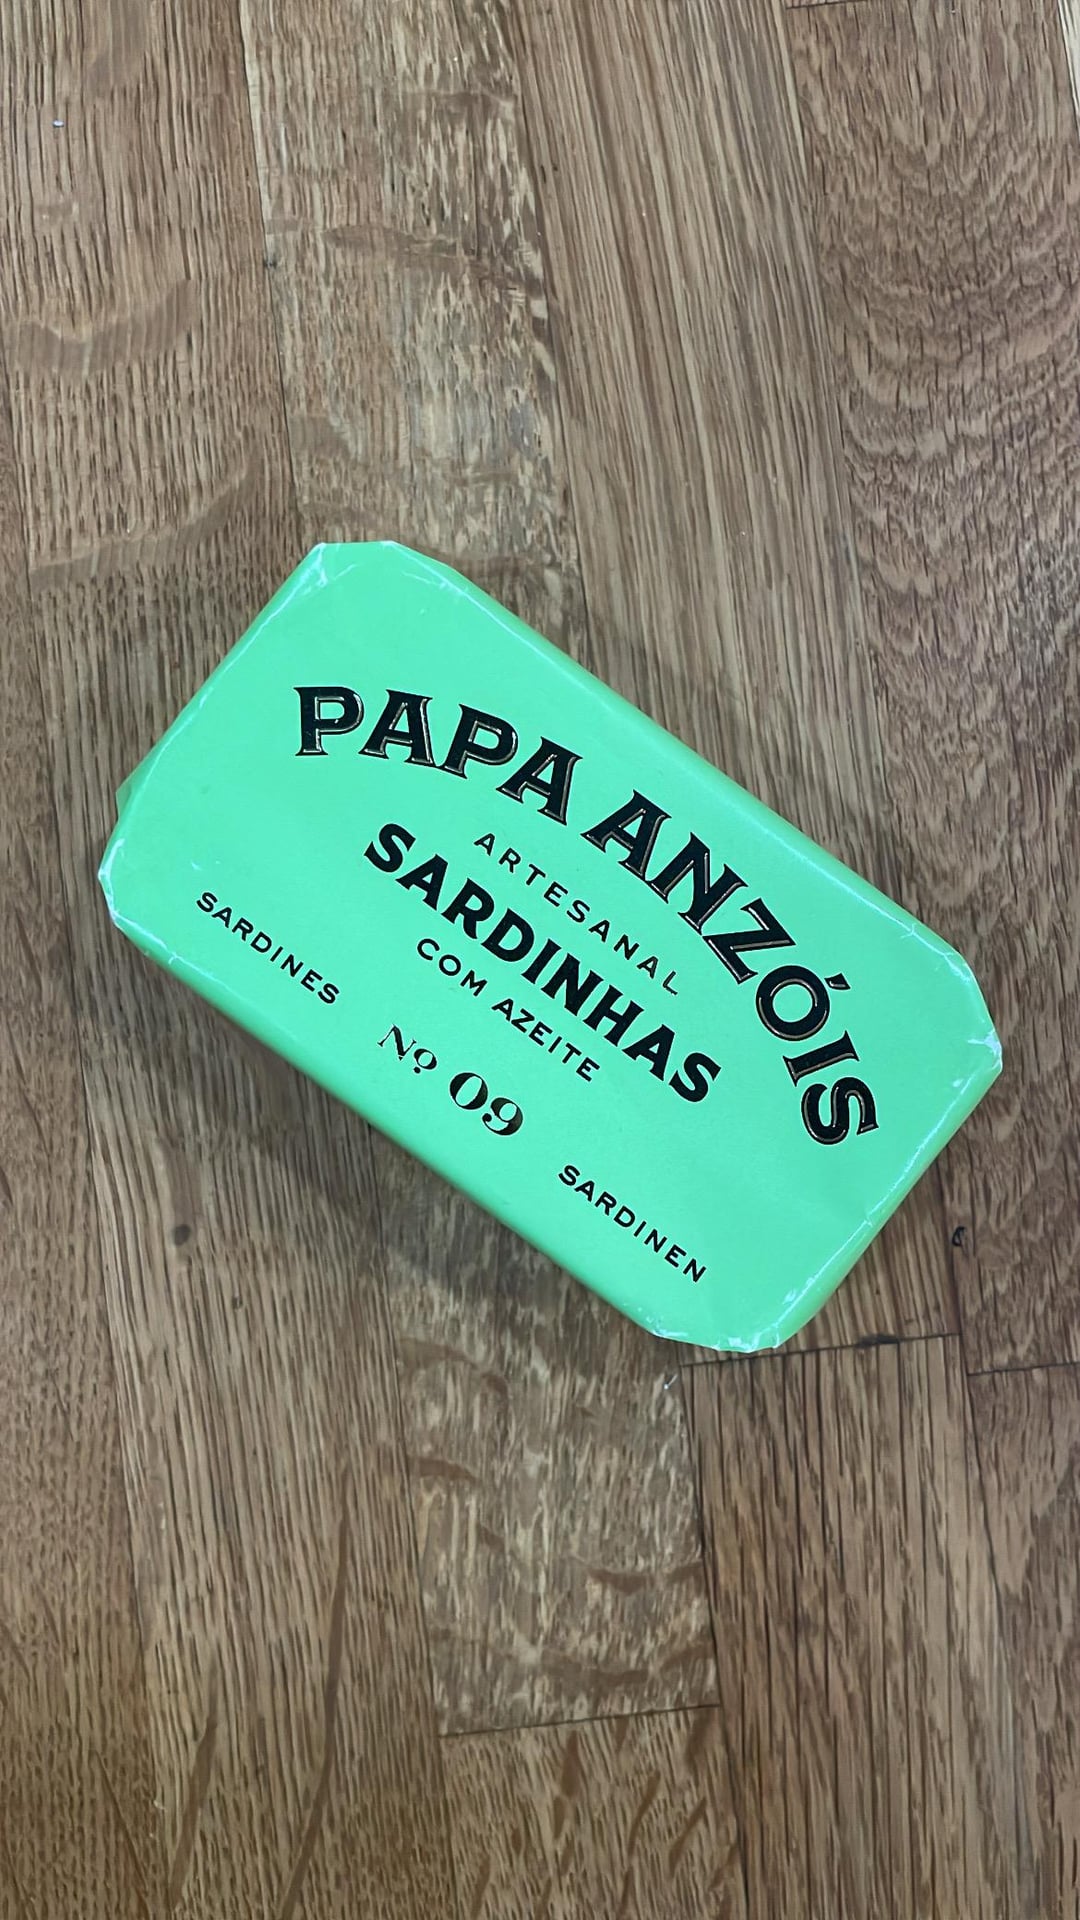 PAPA ANZÓIS
ARTESANAL
SARDINHAS
COM AZEITE
SARDINES
Nº 09
SARDINEN